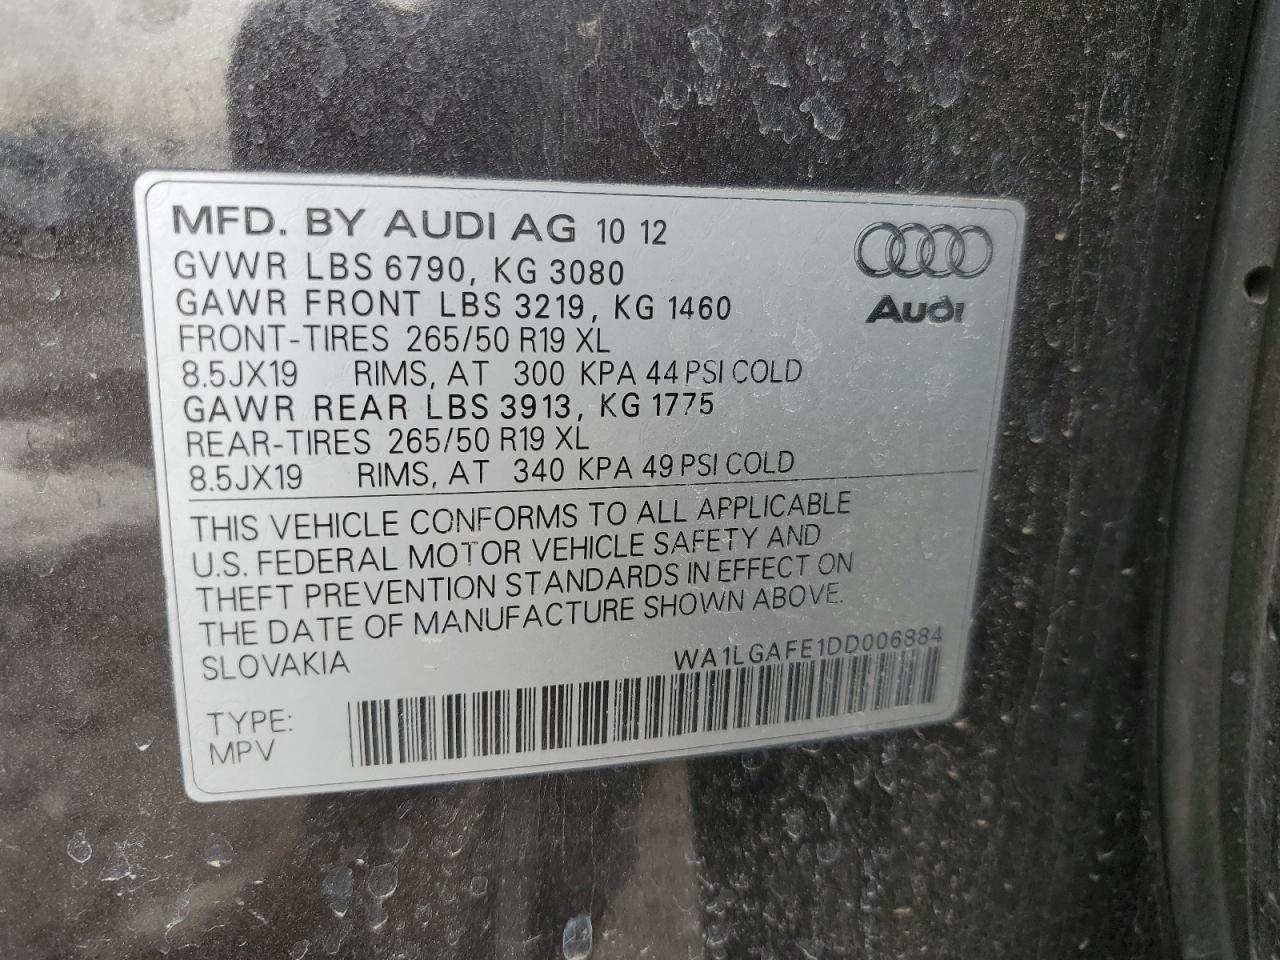 MFD. BY AUDI AG 10 12
GVWR LBS 6790, KG 3080
GAWR FRONT LBS 3219, KG 1460
FRONT-TIRES 265/50 R19 XL
8.5JX19 RIMS, AT 300 KPA 44 PSI COLD
GAWR REAR LBS 3913, KG 1775
REAR-TIRES 265/50 R19 XL
8.5JX19 RIMS, AT 340 KPA 49 PSI COLD
Audi
THIS VEHICLE CONFORMS TO ALL APPLICABLE
U.S. FEDERAL MOTOR VEHICLE SAFETY AND
THEFT PREVENTION STANDARDS IN EFFECT ON
THE DATE OF MANUFACTURE SHOWN ABOVE.
SLOVAKIA WA1LGAFE1DD006884
TYPE:
MPV